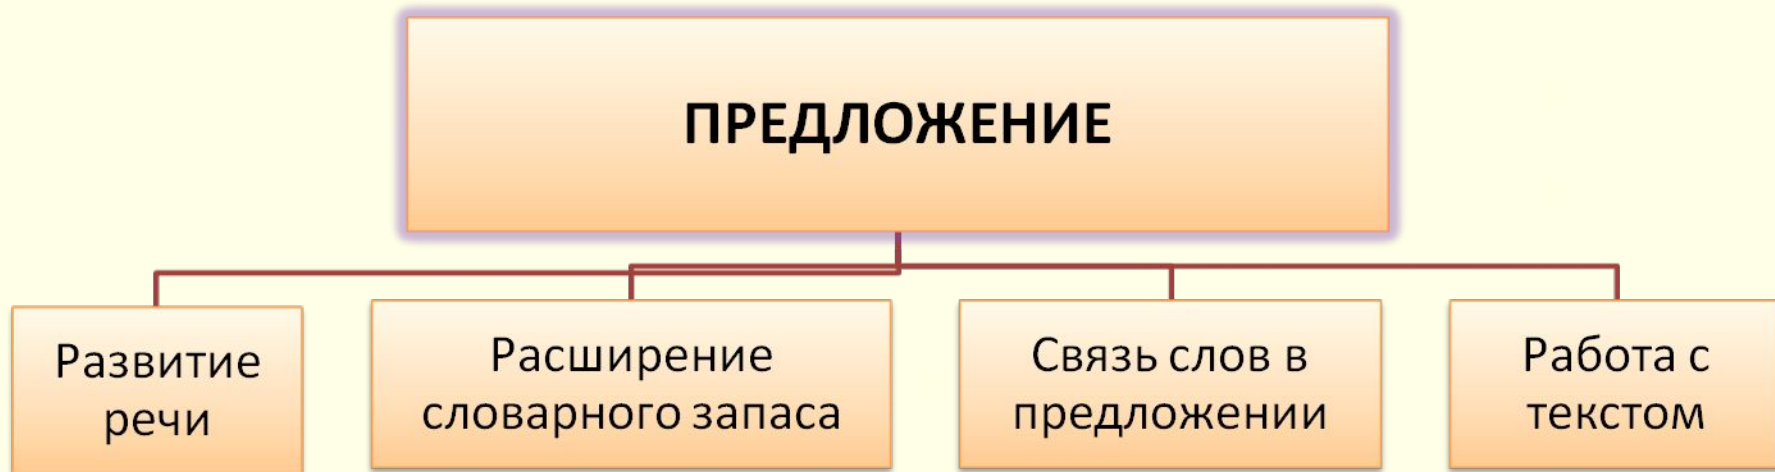 ПРЕДЛОЖЕНИЕ
Развитие
речи
Расширение
словарного запаса
Связь слов в
предложении
Работа с
текстом